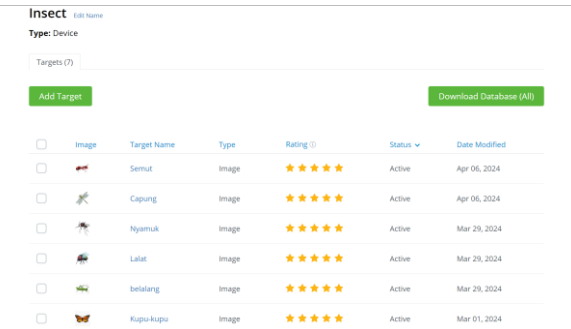 Insect Edit Name
Type: Device
Targets (7)
Add Target Download Database (All)
Image Target Name Type Rating Status Date Modified
Semut Image Active Apr 06, 2024
Capung Image Active Apr 06, 2024
Nyamuk Image Active Mar 29, 2024
Lalat Image Active Mar 29, 2024
belalang Image Active Mar 29, 2024
Kupu-kupu Image Active Mar 01, 2024